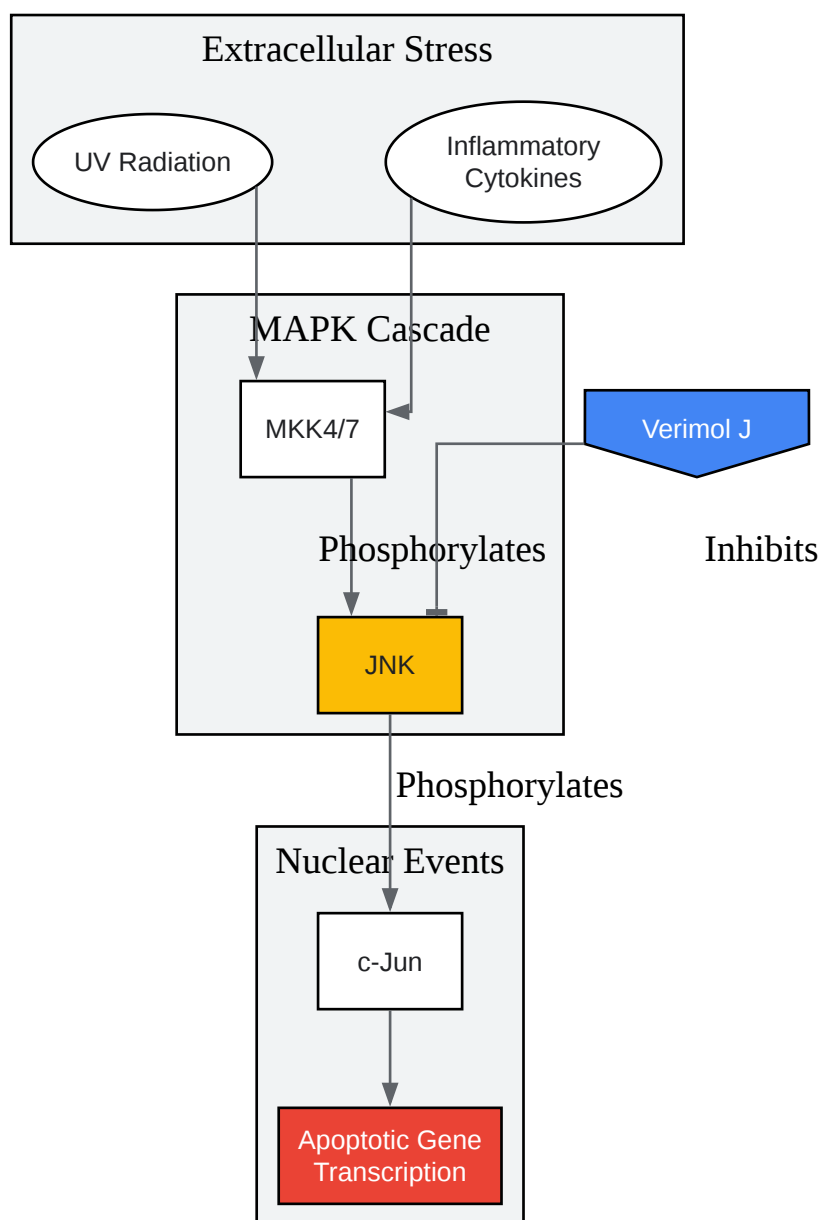 Extracellular Stress
UV Radiation
Inflammatory
Cytokines
MAPK Cascade
MKK4/7
Verimol J
Phosphorylates
Inhibits
JNK
Phosphorylates
Nuclear Events
c-Jun
Apoptotic Gene
Transcription